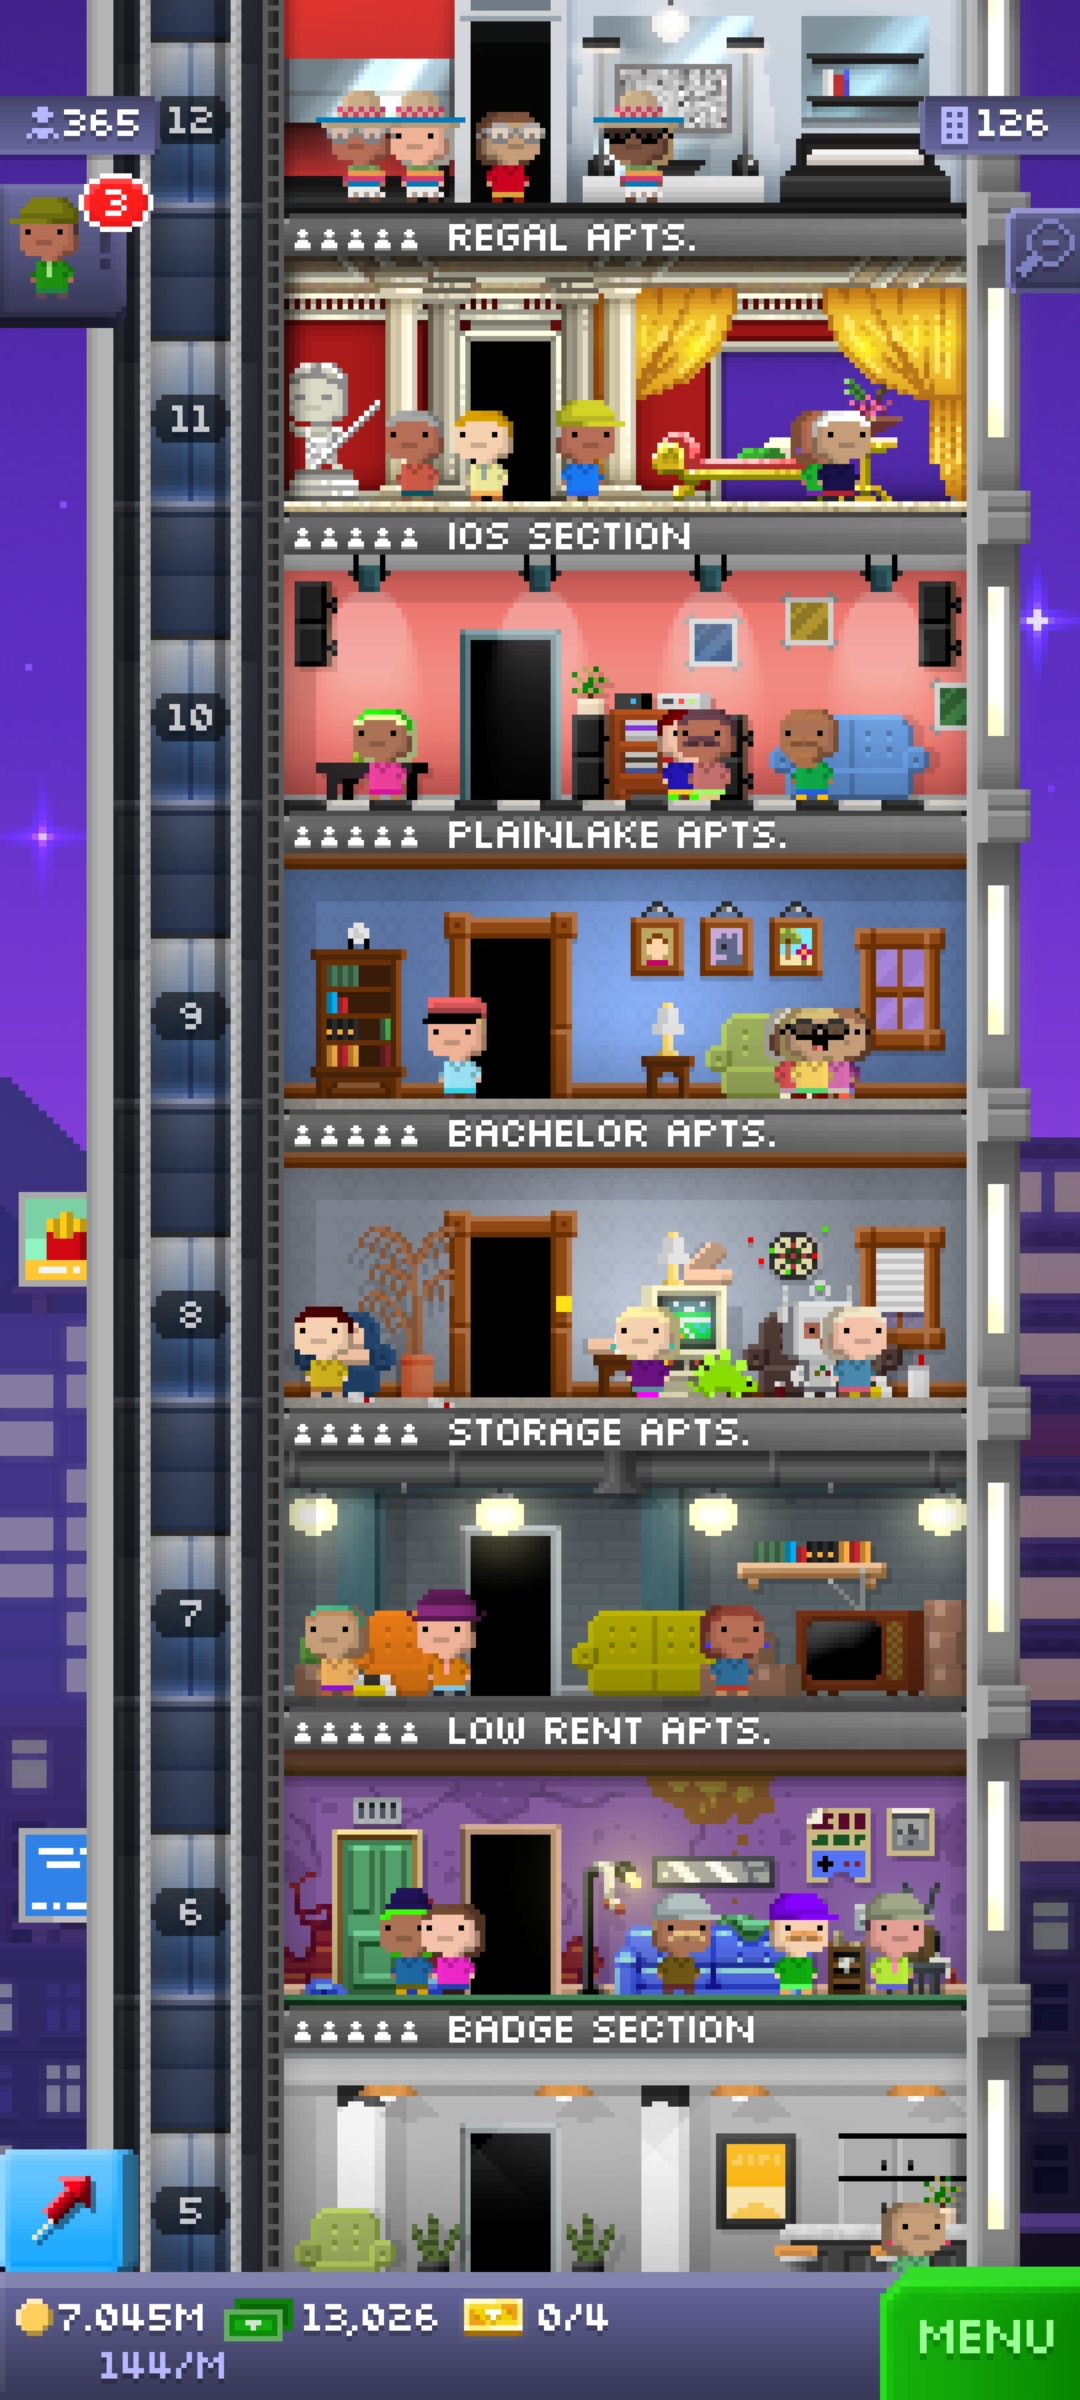 365
12
126
3
REGAL APTS.
11
IOS SECTION
10
PLAINLAKE APTS.
9
BACHELOR APTS.
8
STORAGE APTS.
7
LOW RENT APTS.
6
BADGE SECTION
5
7.045M 13,026 0/4
144/M
MENU